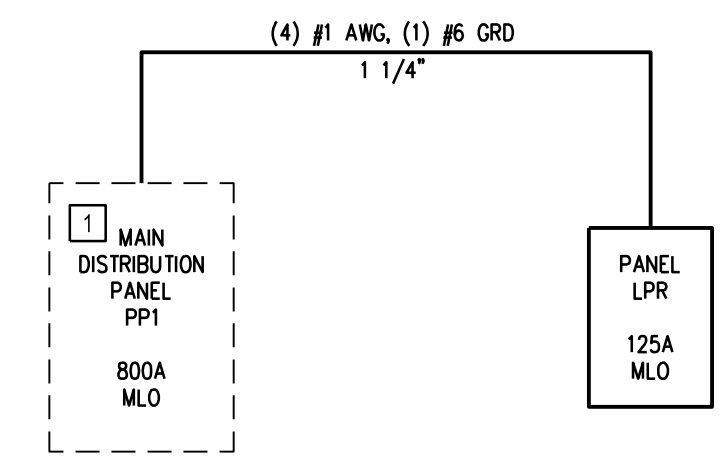 (4) #1 AWG, (1) #6 GRD
1 1/4"
1
MAIN
DISTRIBUTION
PANEL
PP1
800A
MLO
PANEL
LPR
125A
MLO